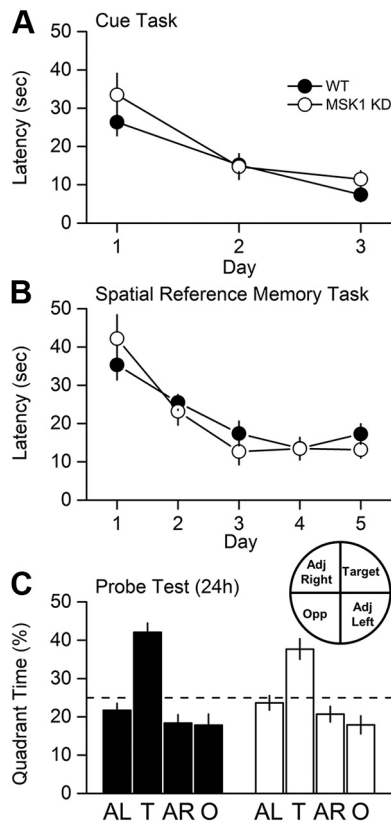 A Cue Task
50
40
30
20
10
0
Latency (sec)
WT
MSK1 KD
1 2 3
Day
B Spatial Reference Memory Task
50
40
30
20
10
0
Latency (sec)
1 2 3 4 5
Day
C Probe Test (24h)
Adj Target
Right
Opp Adj
Left
50
40
30
20
10
0
Quadrant Time (%)
AL T AR O AL T AR O